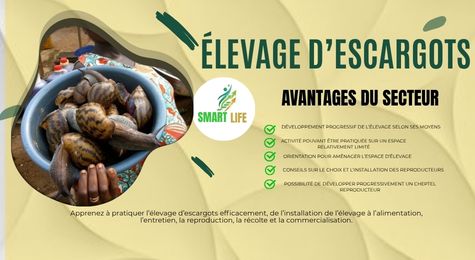 ÉLEVAGE D'ESCARGOTS
SMART LIFE
AVANTAGES DU SECTEUR
DÉVELOPPEMENT PROGRESSIF DE L'ÉLEVAGE SELON SES MOYENS
ACTIVITÉ POUVANT ÊTRE PRATIQUÉE SUR UN ESPACE
RELATIVEMENT LIMITÉ
ORIENTATION POUR AMÉNAGER L'ESPACE D'ÉLEVAGE
CONSEILS SUR LE CHOIX ET L'INSTALLATION DES REPRODUCTEURS
POSSIBILITÉ DE DÉVELOPPER PROGRESSIVEMENT UN CHEPTEL
REPRODUCTEUR
Apprenez à pratiquer l'élevage d'escargots efficacement, de l'installation de l'élevage à l'alimentation,
l'entretien, la reproduction, la récolte et la commercialisation.